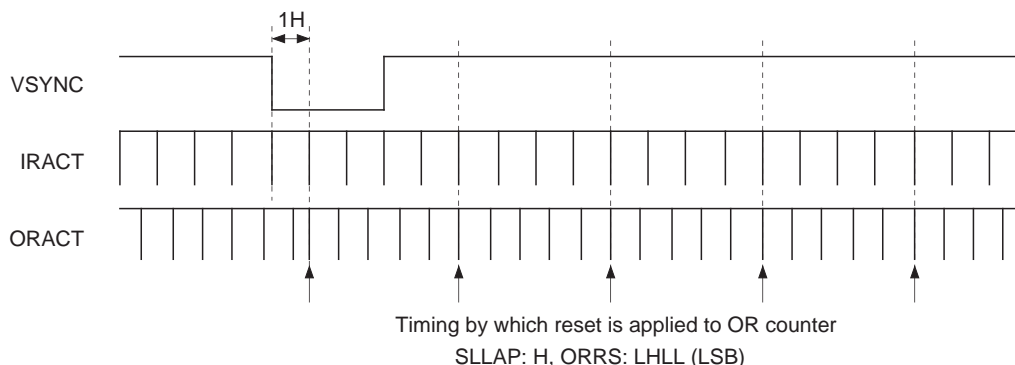 1H
VSYNC
IRACT
ORACT
Timing by which reset is applied to OR counter
SLLAP: H, ORRS: LHLL (LSB)